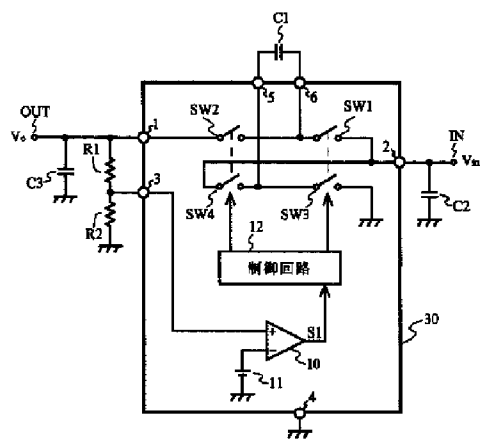 C1
5
6
OUT
Vo
1
SW2
SW1
2
IN
Vin
R1
C3
3
R2
SW4
SW3
C2
12
制御回路
30
S1
+
−
10
11
4